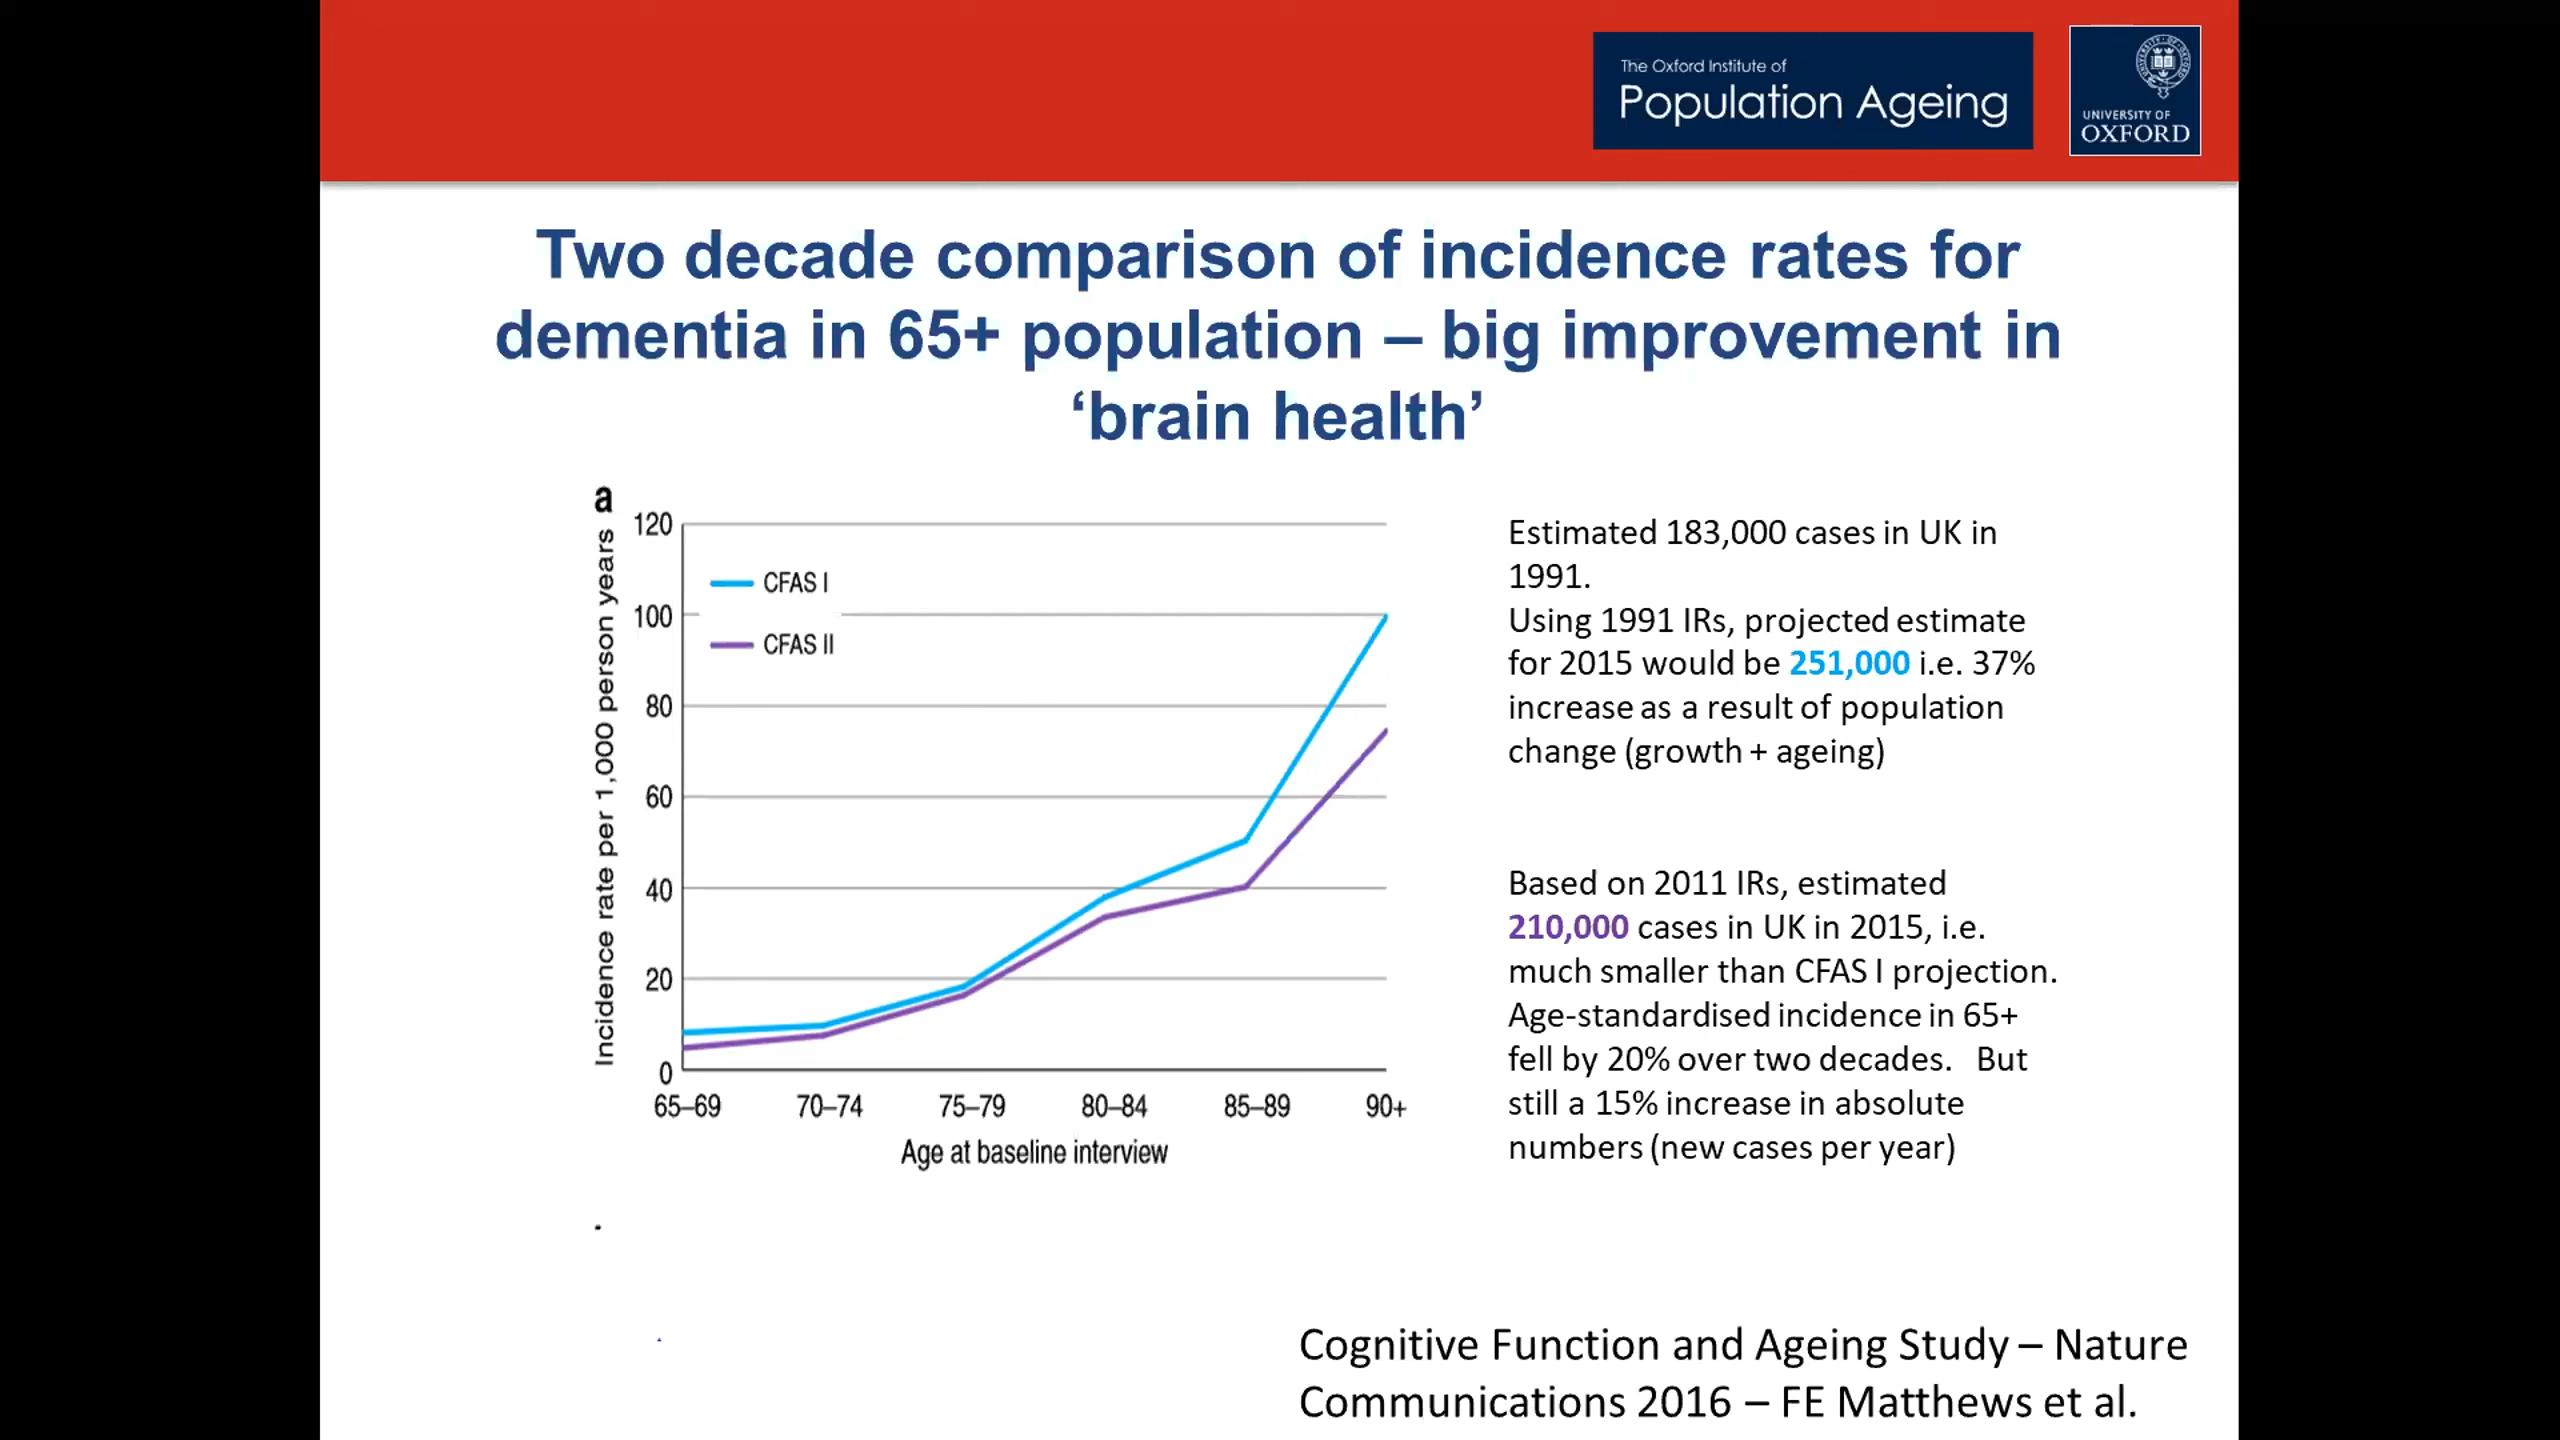 The Oxford Institute of
Population Ageing
UNIVERSITY OF
OXFORD
Two decade comparison of incidence rates for
dementia in 65+ population – big improvement in
‘brain health’
a
Incidence rate per 1,000 person years
120
100
80
60
40
20
0
CFAS I
CFAS II
65–69 70–74 75–79 80–84 85–89 90+
Age at baseline interview
Estimated 183,000 cases in UK in
1991.
Using 1991 IRs, projected estimate
for 2015 would be 251,000 i.e. 37%
increase as a result of population
change (growth + ageing)
Based on 2011 IRs, estimated
210,000 cases in UK in 2015, i.e.
much smaller than CFAS I projection.
Age-standardised incidence in 65+
fell by 20% over two decades. But
still a 15% increase in absolute
numbers (new cases per year)
Cognitive Function and Ageing Study – Nature
Communications 2016 – FE Matthews et al.